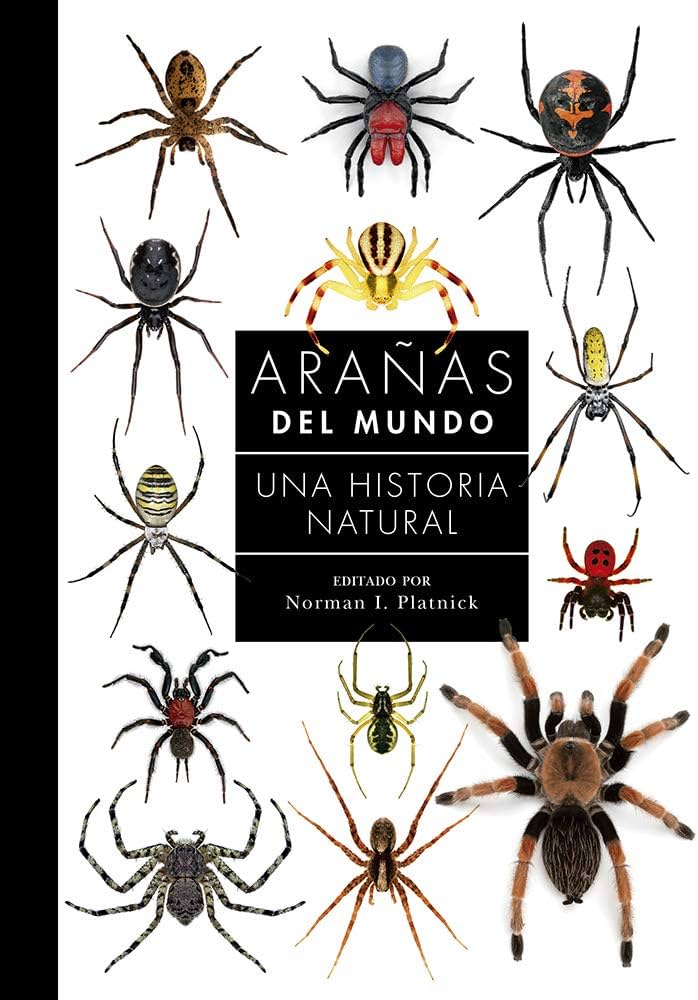 ARAÑAS
DEL MUNDO
UNA HISTORIA
NATURAL
EDITADO POR
Norman I. Platnick